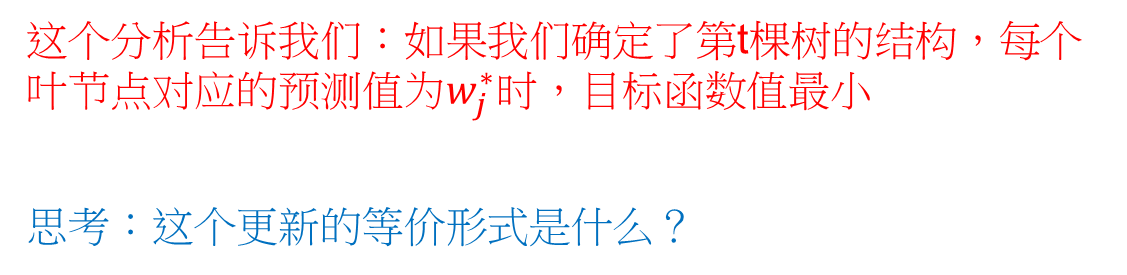 这个分析告诉我们：如果我们确定了第t棵树的结构，每个
叶节点对应的预测值为$w_j^*$时，目标函数值最小
思考：这个更新的等价形式是什么？